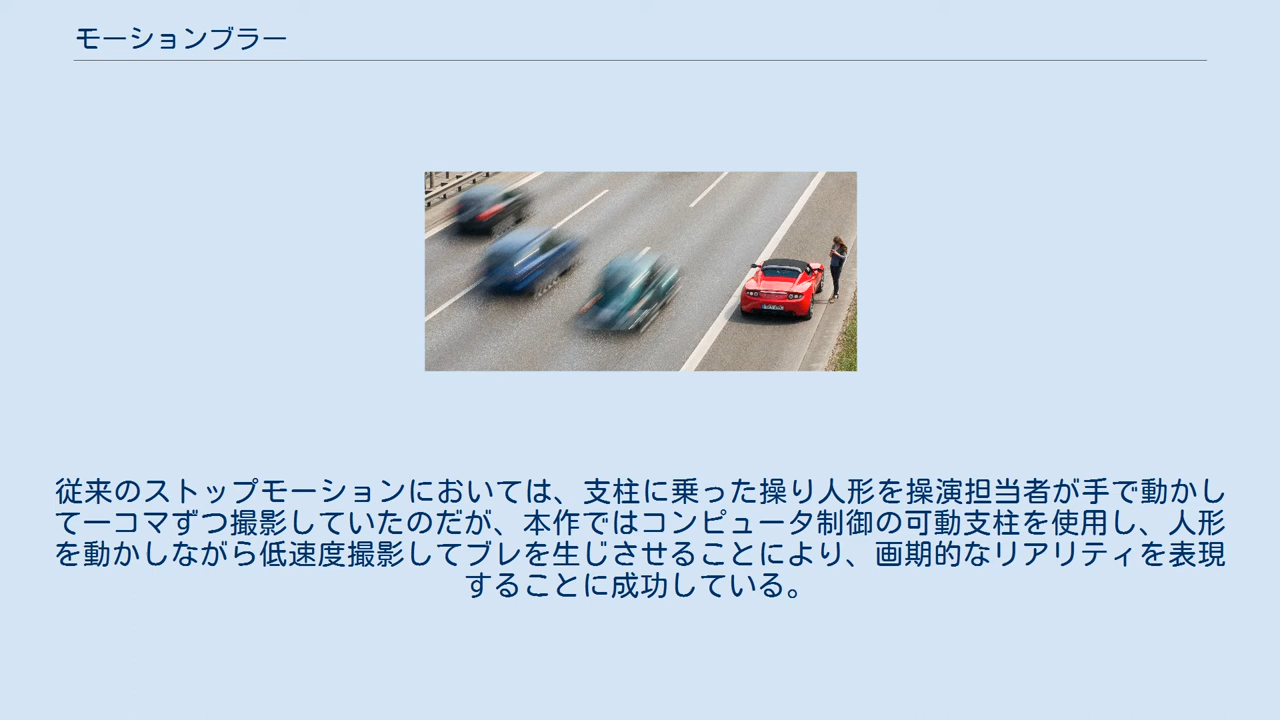 モーションブラー
従来のストップモーションにおいては、支柱に乗った操り人形を操演担当者が手で動かし
て一コマずつ撮影していたのだが、本作ではコンピュータ制御の可動支柱を使用し、人形
を動かしながら低速度撮影してブレを生じさせることにより、画期的なリアリティを表現
することに成功している。